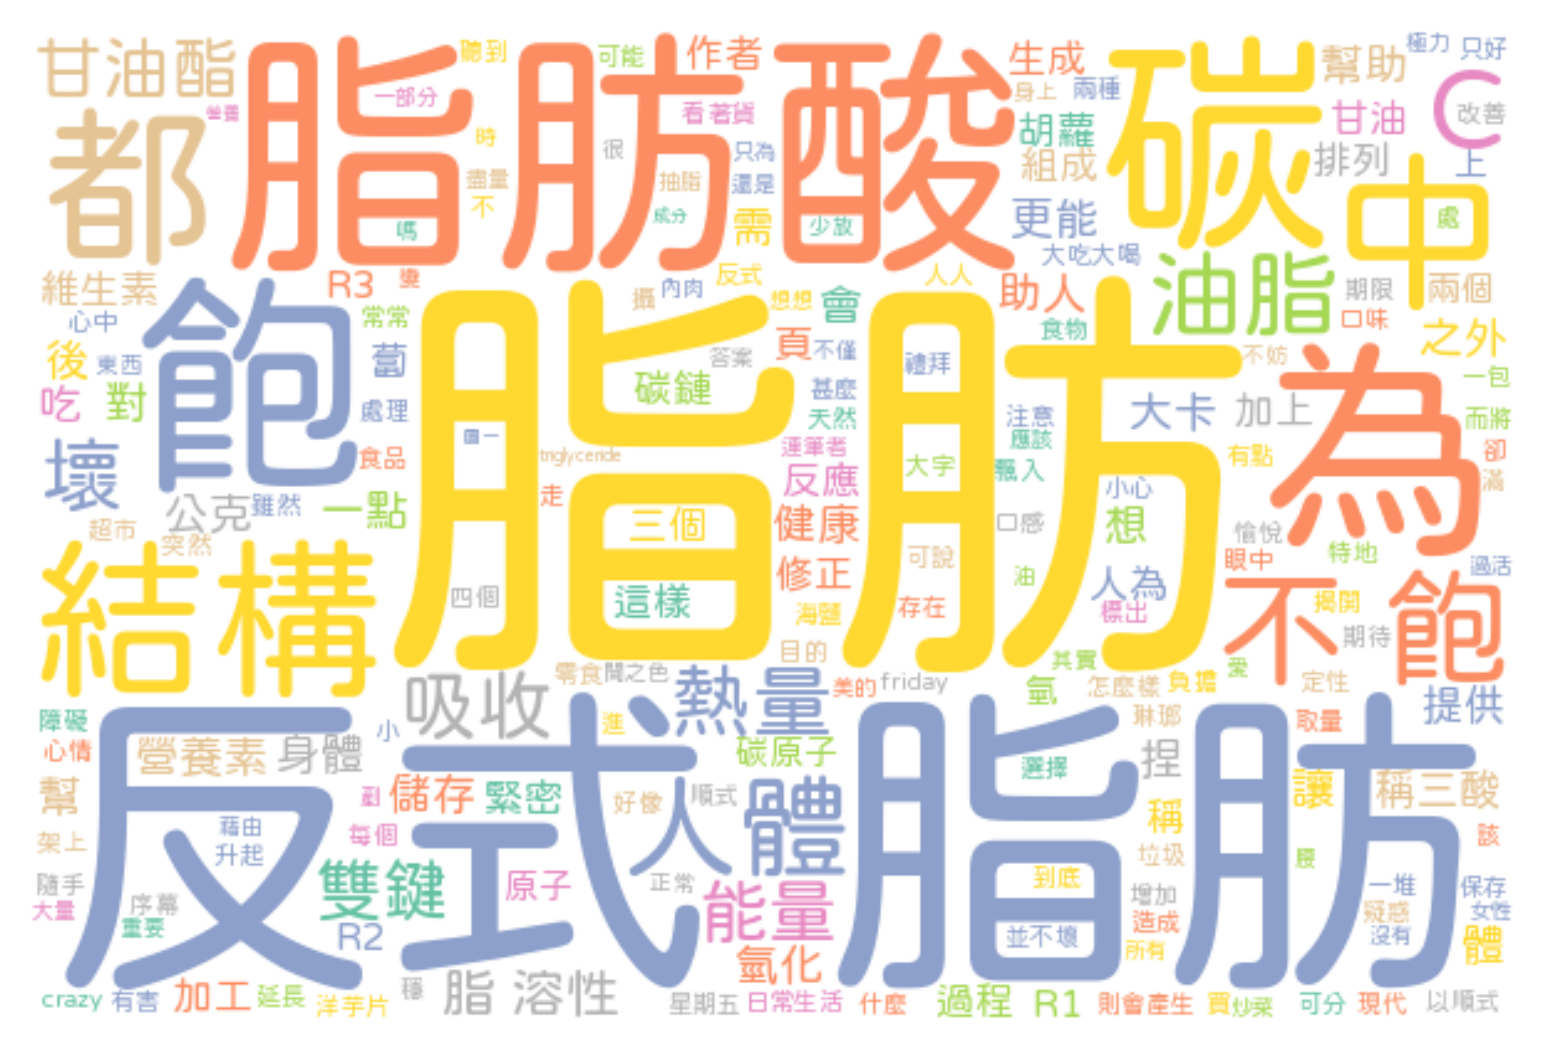 甘油酯
脂肪酸
聽到
可能
作者
生成
碳
幫助
極力
只好
都
營養
一部分
時
很
看著貨
只為
身上
兩種
胡蘿
甘油
C
改善
盡量
不
抽脂
還是
組成
排列
上
中
處
嗎
成分
需
少放
更能
大吃大喝
維生素
R3
飽
脂肪
攝
內肉
反式
想想
會
人人
助人
油脂
期限
兩個
心中
常常
食物
口味
之外
後
東西
蔔
答案
頁
不僅
禮拜
不妨
為
一包
吃
對
處理
碳鏈
甚麼
天然
注意
大卡
加上
而將
壞
圖一
食品
triglyceride
連筆者
應該
有點
卻
反應
大字
飄入
滿
公克
雖然
一點
走
三個
健康
口感
小心
想
愉悅
超市
突然
特地
結構
四個
這樣
修正
可說
油
人為
眼中
不飽
過活
海鹽
存在
標出
揭開
目的
期待
吸收
零食
聞之色
熱量
美的
friday
其實
氫
怎麼樣
負擔
愛
定性
提供
障礙
反式脂肪
小
進
琳瑯
取量
心情
營養素
身體
碳原子
選擇
捏
幫
儲存
緊密
好像
順式
人體
讓
稱三酸
架上
藉由
每個
稱
該
升起
垃圾
隨手
雙鍵
原子
正常
到底
增加
一堆
保存
大量
序幕
能量
造成
疑惑
女性
重要
R2
並不壞
所有
沒有
體
氫化
crazy
有害
加工
延長
洋芋片
穩
脂溶性
星期五
日常生活
什麼
過程
R1
則會產生
買
炒菜
可分
現代
以順式